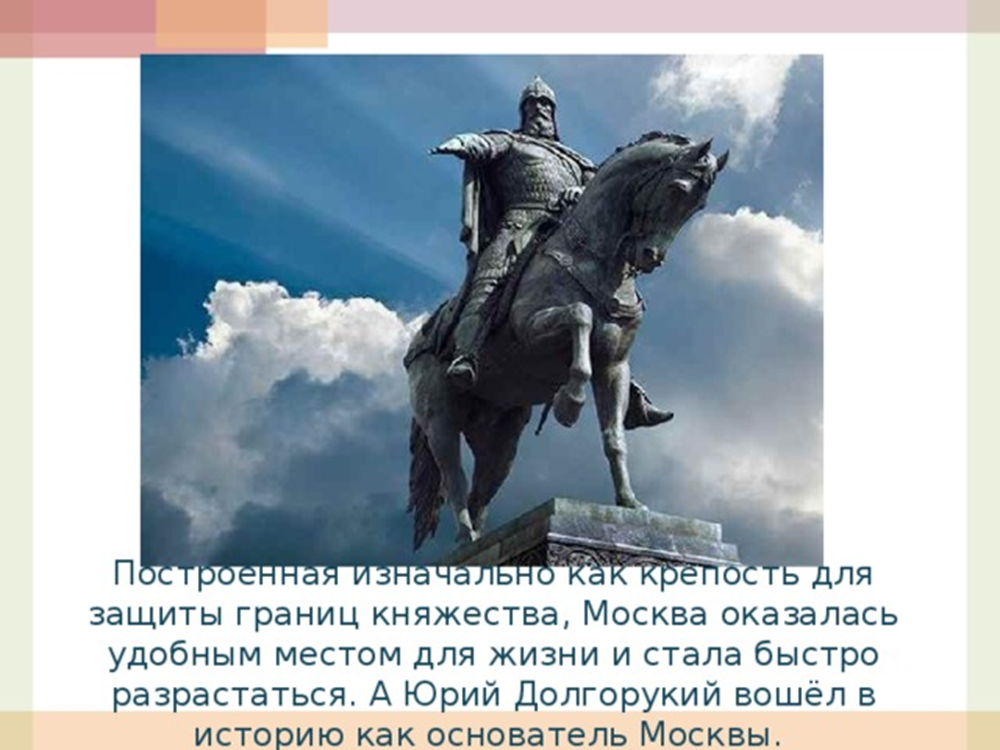 Построенная изначально как крепость для
защиты границ княжества, Москва оказалась
удобным местом для жизни и стала быстро
разрастаться. А Юрий Долгорукий вошёл в
историю как основатель Москвы.